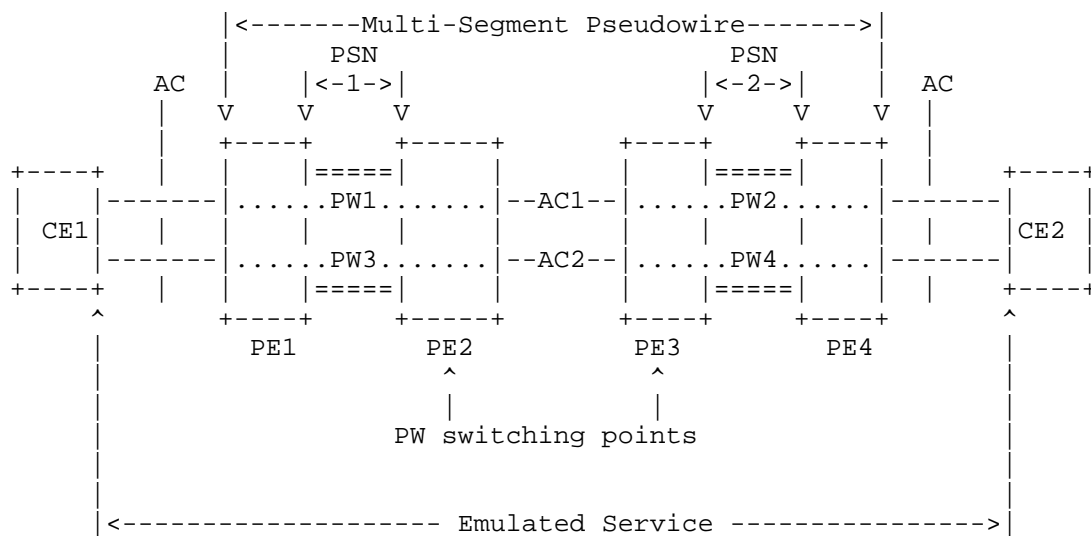 |<-------Multi-Segment Pseudowire------->|
PSN PSN
AC |<-1->| |<-2->| AC
V V V V V V
+----+ +-----+ +----+ +----+
+----+ |=====| |=====| +----+
|-------|......PW1.......|--AC1--|......PW2......|-------|
CE1| |CE2
|-------|......PW3.......|--AC2--|......PW4......|-------|
+----+ |=====| |=====| +----+
+----+ +-----+ +----+ +----+
^ PE1 PE2 PE3 PE4 ^
^ ^
PW switching points
|<--------------------- Emulated Service ---------------->|